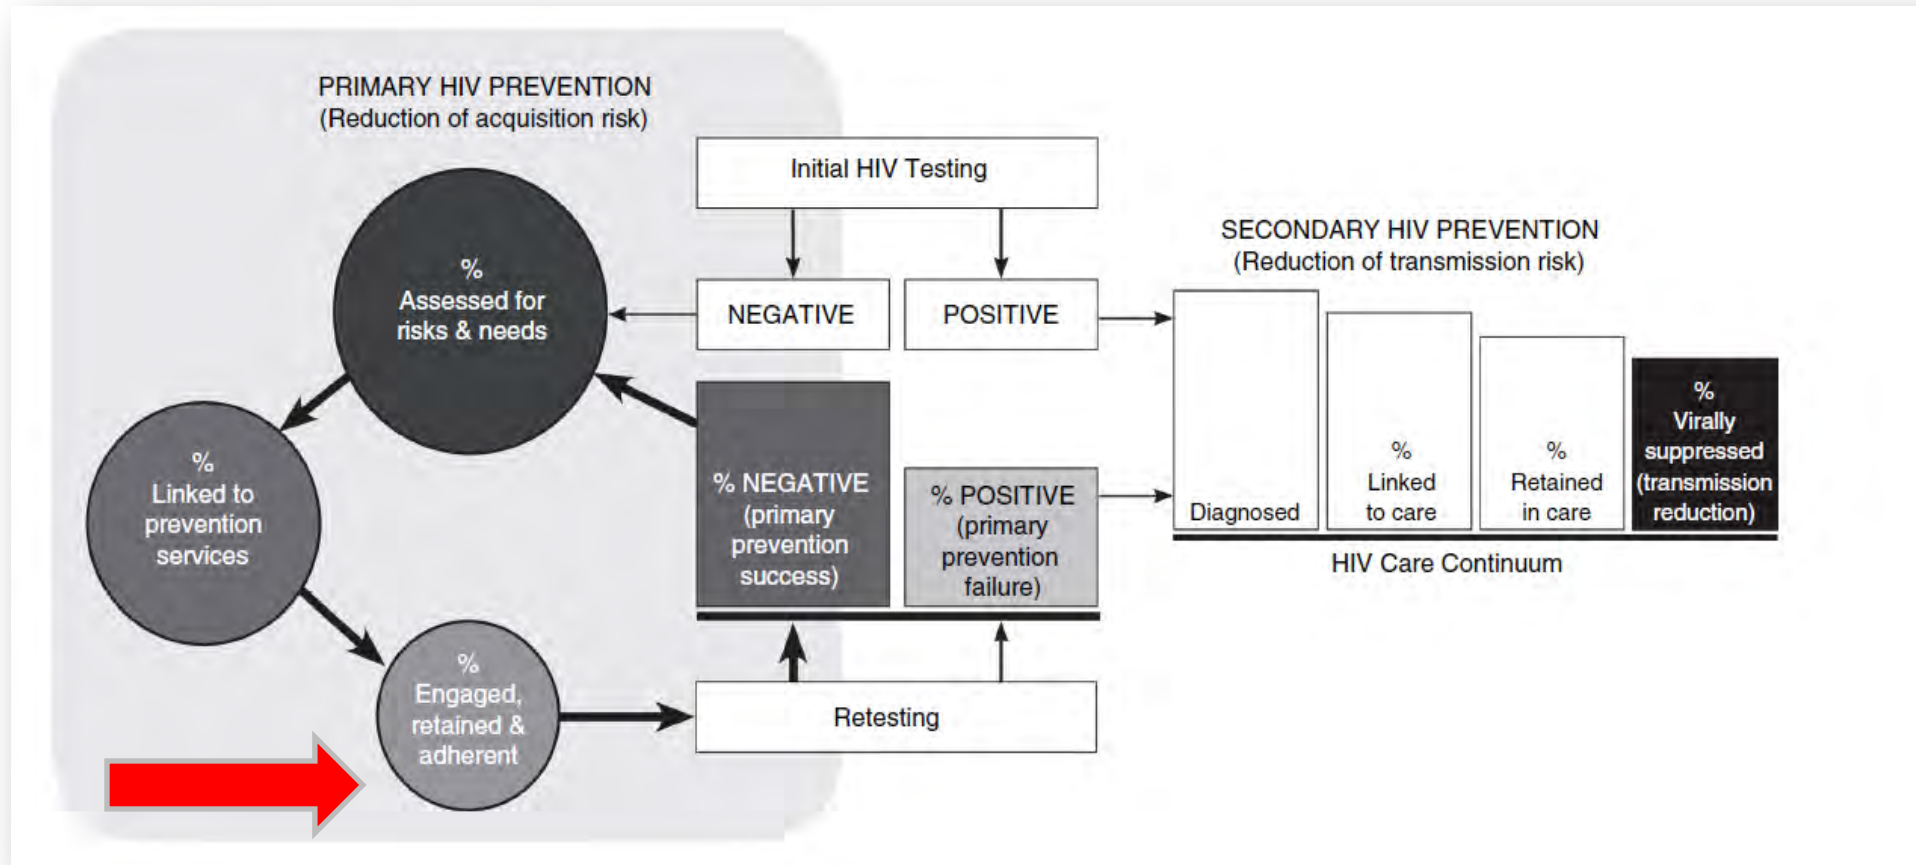 PRIMARY HIV PREVENTION
(Reduction of acquisition risk)
Initial HIV Testing
NEGATIVE
POSITIVE
%
Assessed for
risks & needs
%
Linked to
prevention
services
%
Engaged,
retained &
adherent
% NEGATIVE
(primary
prevention
success)
% POSITIVE
(primary
prevention
failure)
Retesting
SECONDARY HIV PREVENTION
(Reduction of transmission risk)
Diagnosed
%
Linked
to care
%
Retained
in care
%
Virally
suppressed
(transmission
reduction)
HIV Care Continuum